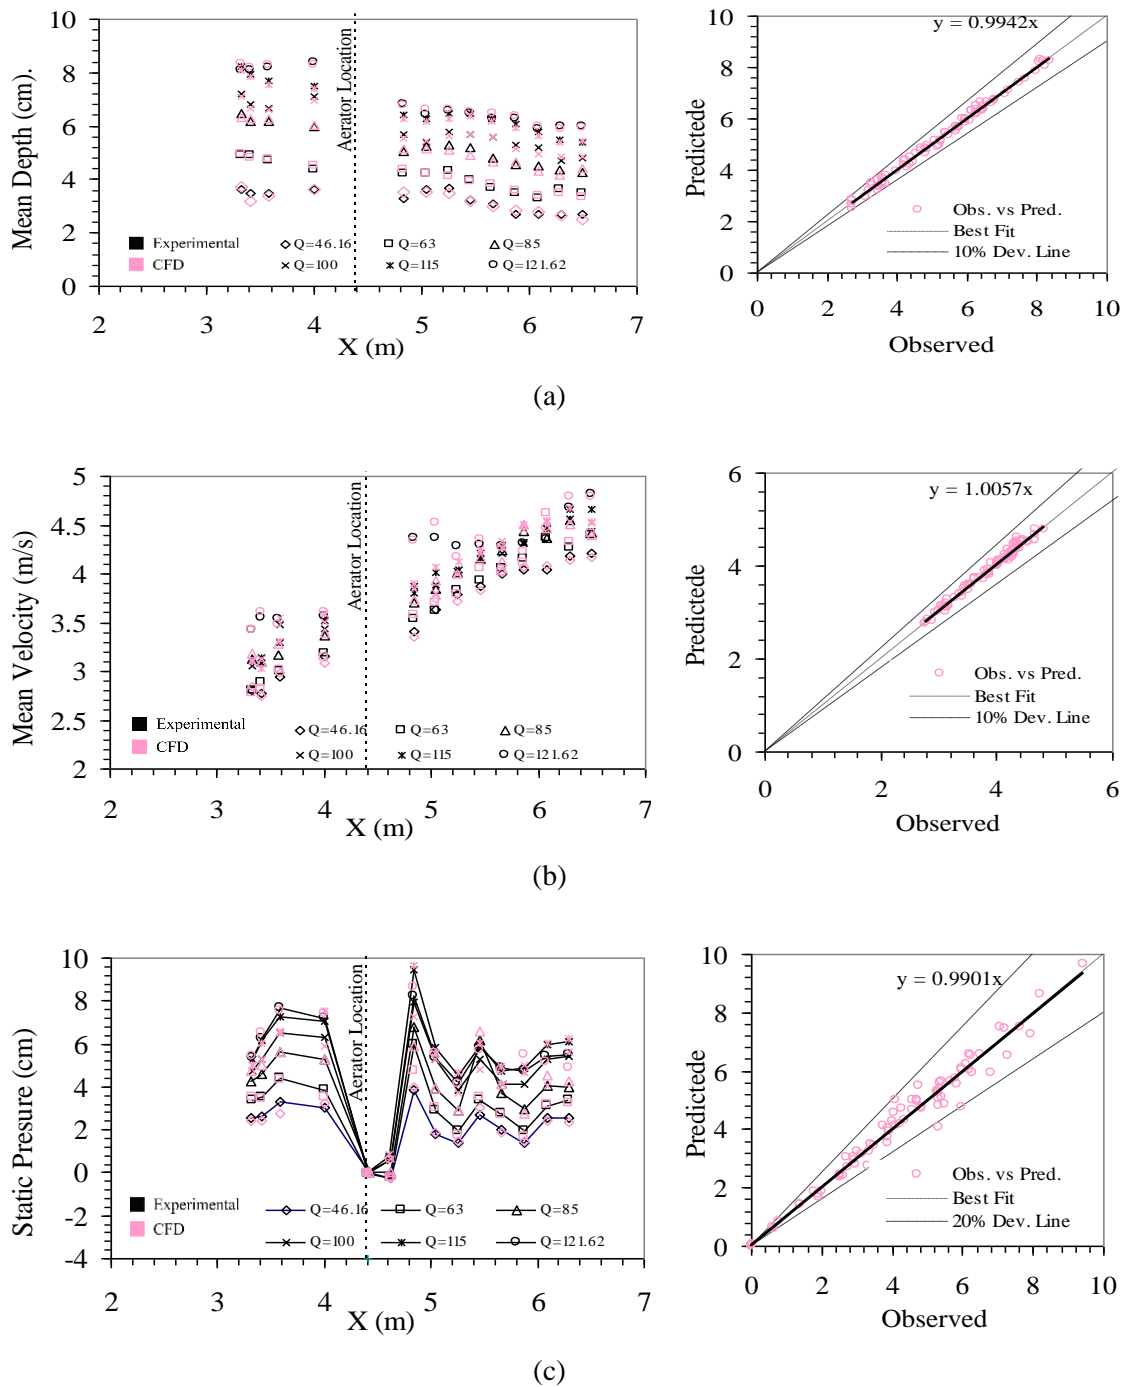 10
8
6
4
2
0
Mean Depth (cm).
Aerator Location
Experimental
CFD
Q=46.16
Q=63
Q=85
Q=100
Q=115
Q=121.62
2 3 4 5 6 7
X (m)
10
8
6
4
2
0
Predictede
y = 0.9942x
Obs. vs Pred.
Best Fit
10% Dev. Line
0 2 4 6 8 10
Observed
(a)
5
4.5
4
3.5
3
2.5
2
Mean Velocity (m/s)
Aerator Location
Experimental
CFD
Q=46.16
Q=63
Q=85
Q=100
Q=115
Q=121.62
2 3 4 5 6 7
X (m)
6
4
2
0
Predictede
y = 1.0057x
Obs. vs Pred.
Best Fit
10% Dev. Line
0 2 4 6
Observed
(b)
10
8
6
4
2
0
-2
-4
Static Presure (cm)
Aerator Location
Experimental
CFD
Q=46.16
Q=63
Q=85
Q=100
Q=115
Q=121.62
2 3 4 5 6 7
X (m)
10
8
6
4
2
0
Predictede
y = 0.9901x
Obs. vs Pred.
Best Fit
20% Dev. Line
0 2 4 6 8 10
Observed
(c)